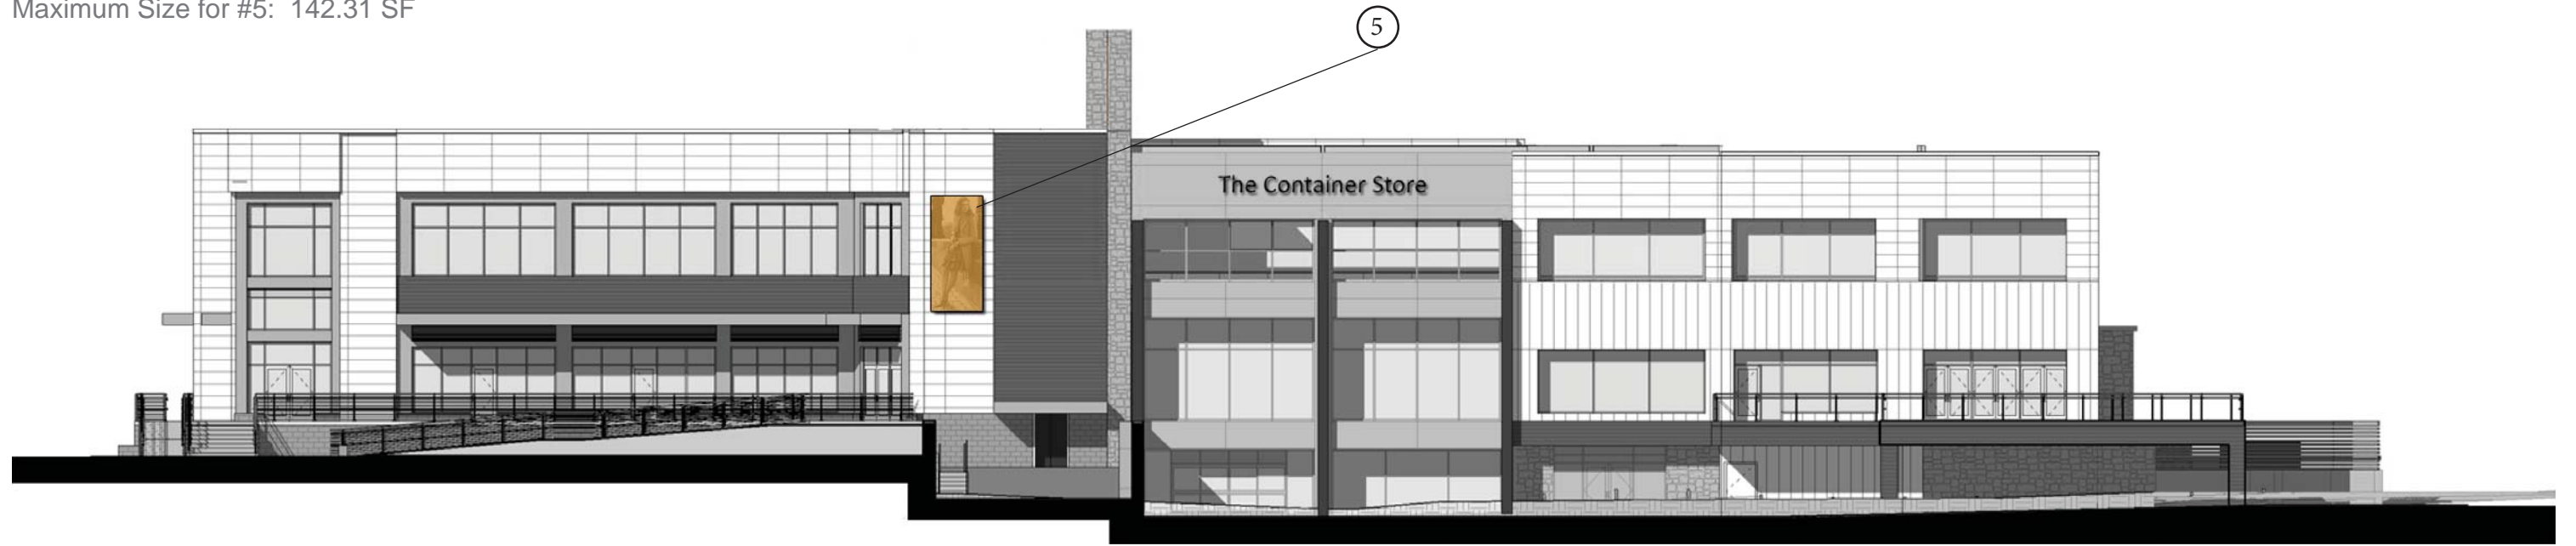 Maximum Size for #5: 142.31 SF
5
The Container Store